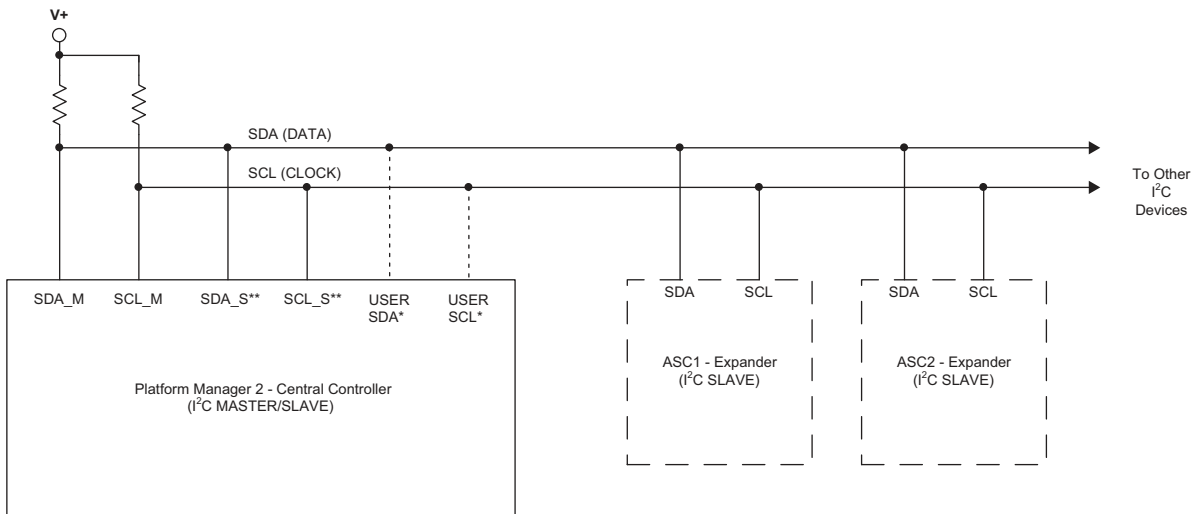 V+
SDA (DATA)
SCL (CLOCK)
To Other
I²C
Devices
SDA_M
SCL_M
SDA_S**
SCL_S**
USER
SDA*
USER
SCL*
Platform Manager 2 - Central Controller
(I²C MASTER/SLAVE)
SDA
SCL
ASC1 - Expander
(I²C SLAVE)
SDA
SCL
ASC2 - Expander
(I²C SLAVE)